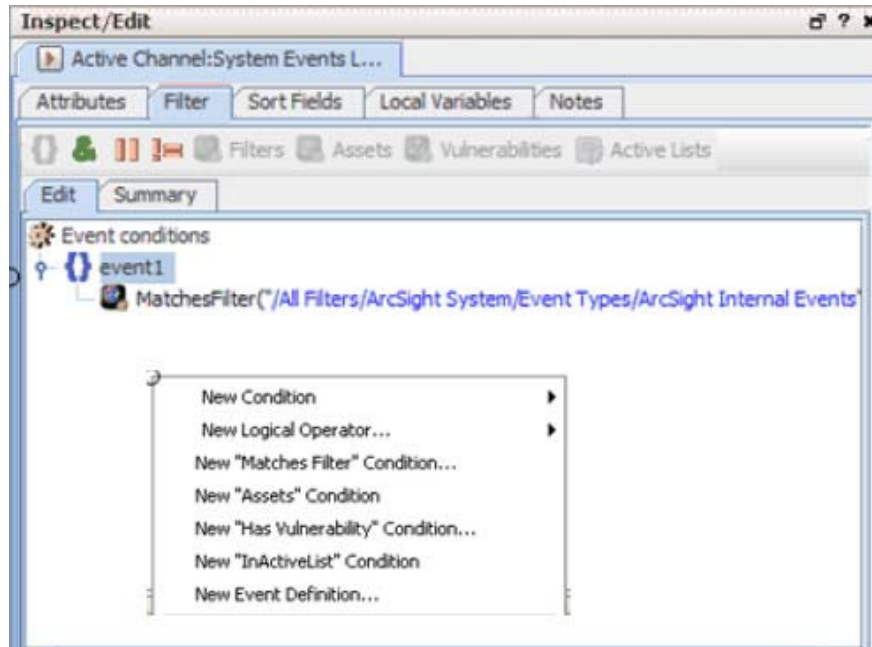 Inspect/Edit
Active Channel:System Events L...
Attributes Filter Sort Fields Local Variables Notes
Filters Assets Vulnerabilities Active Lists
Edit Summary
Event conditions
event1
MatchesFilter("/All Filters/ArcSight System/Event Types/ArcSight Internal Events"
New Condition
New Logical Operator...
New "Matches Filter" Condition...
New "Assets" Condition
New "Has Vulnerability" Condition...
New "InActiveList" Condition
New Event Definition...